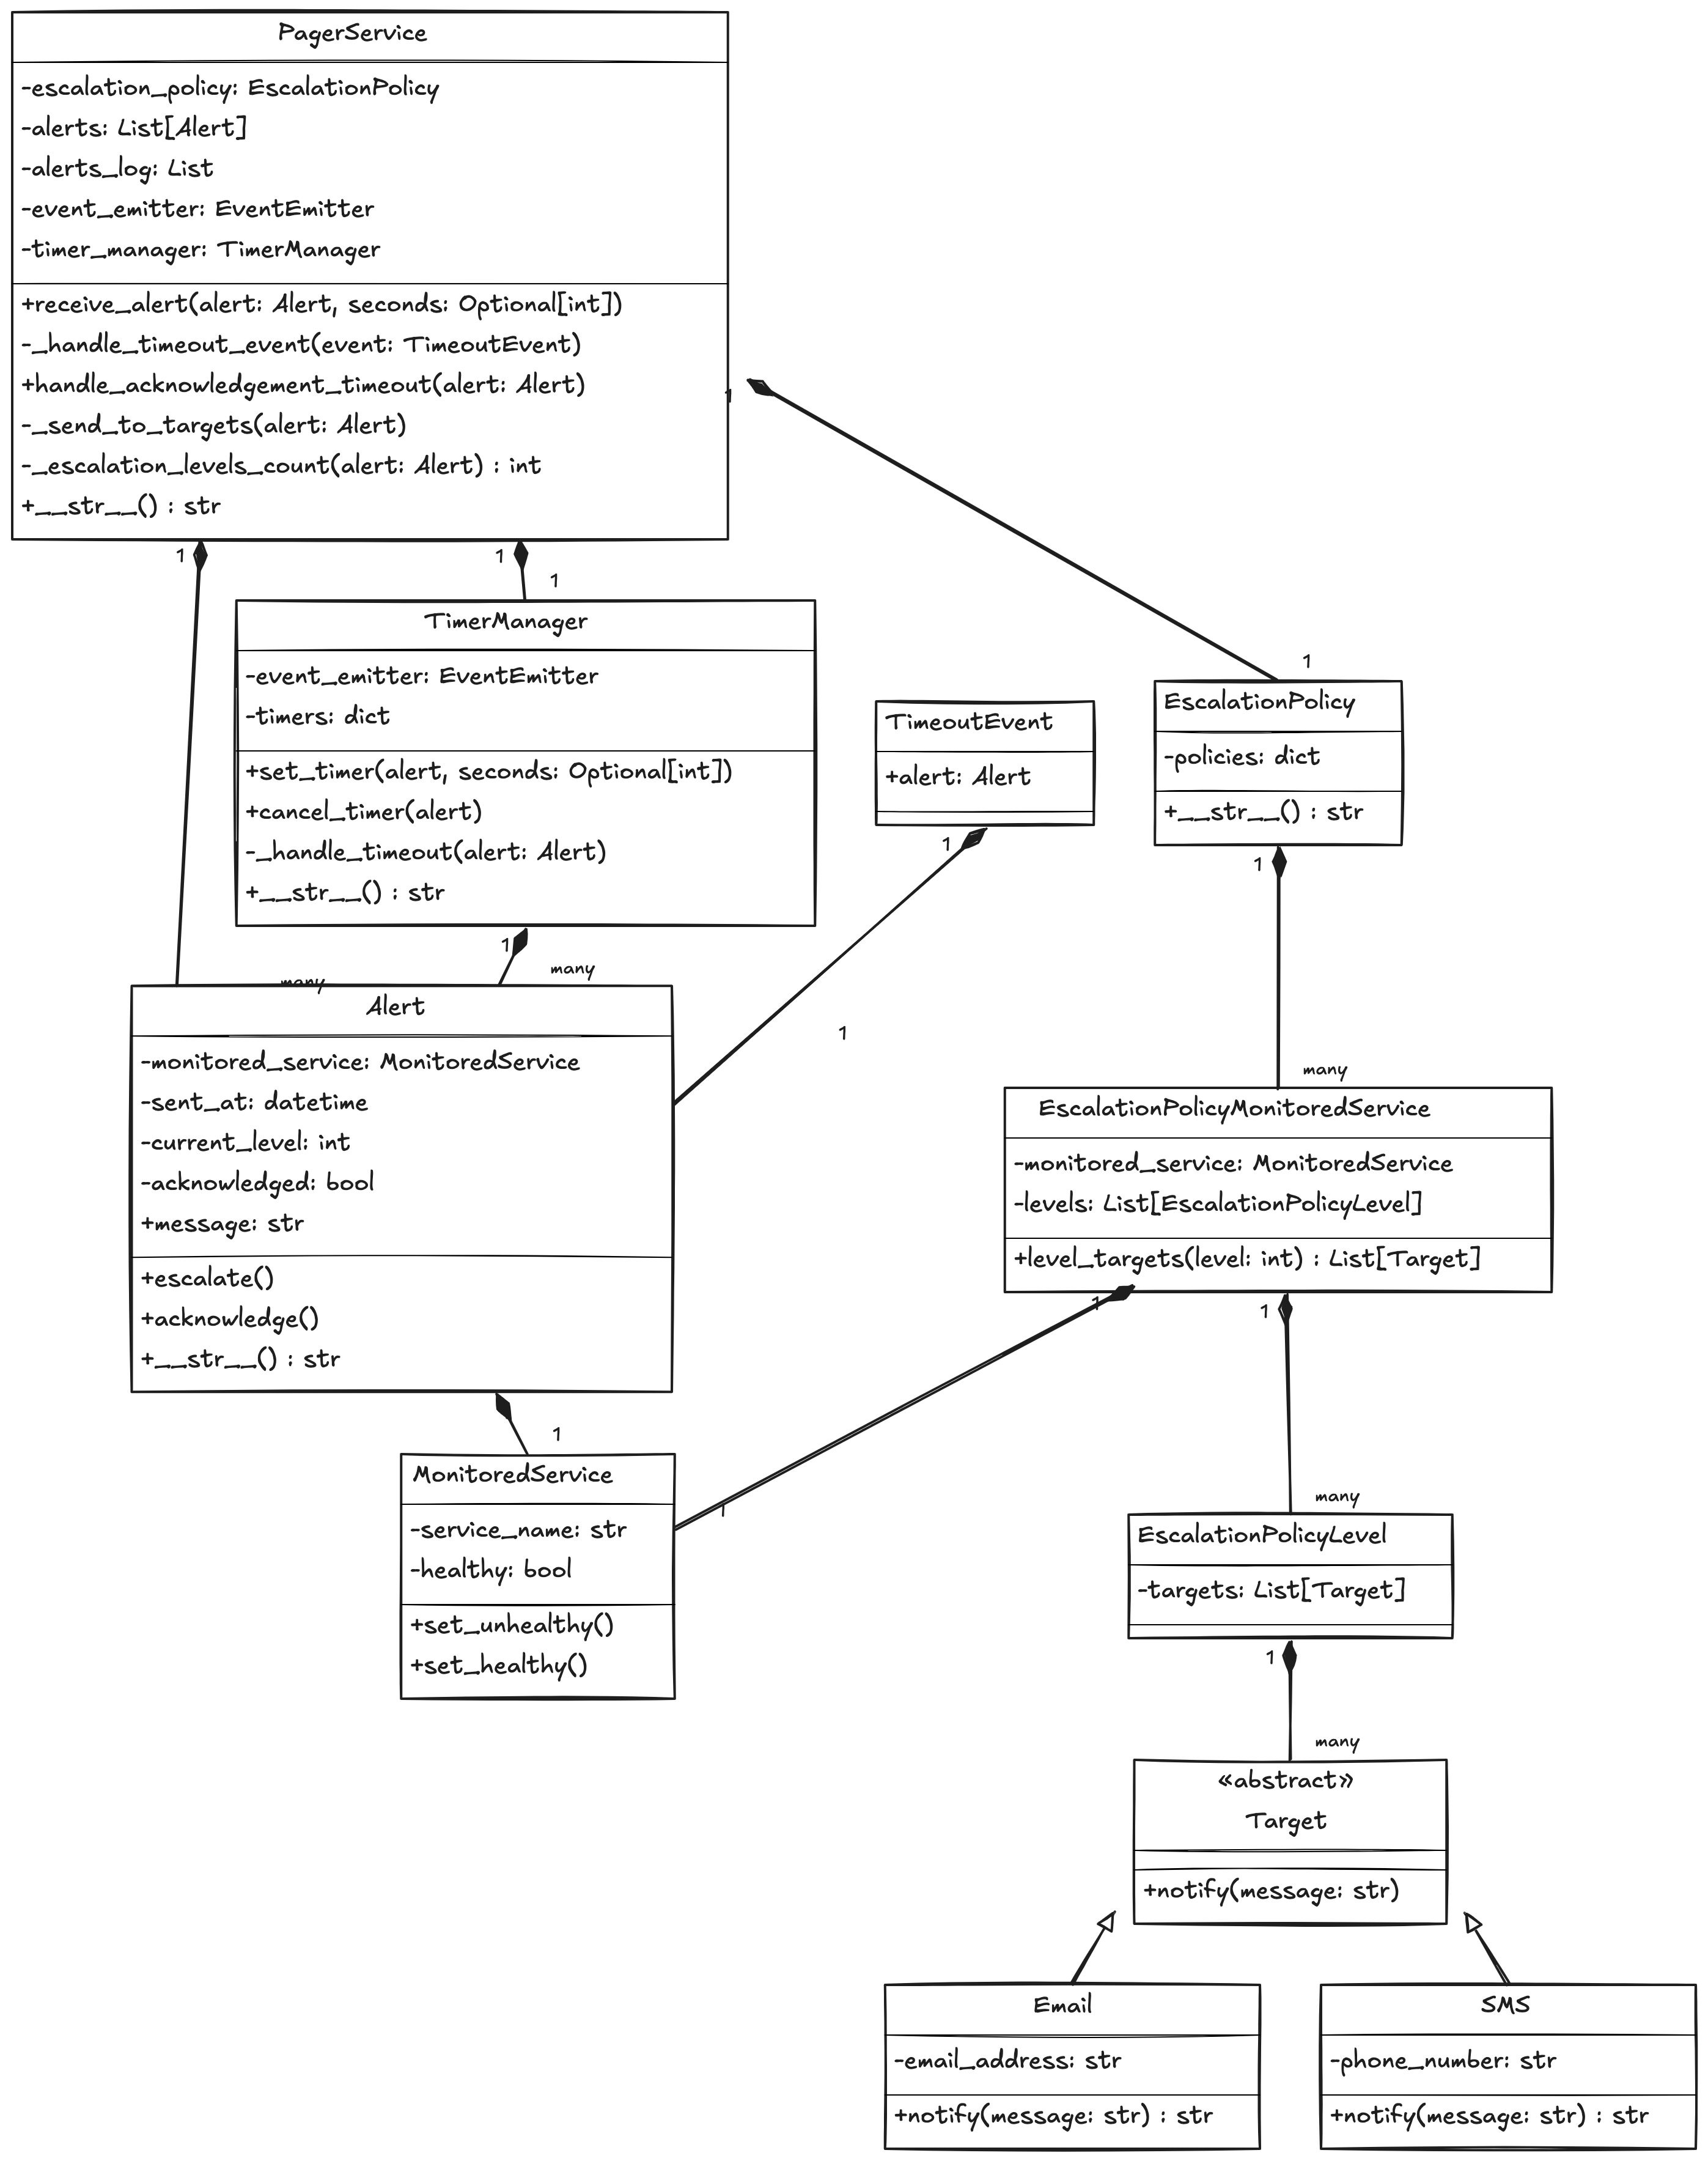 PagerService
-escalation_policy: EscalationPolicy
-alerts: List[Alert]
-alerts_log: List
-event_emitter: EventEmitter
-timer_manager: TimerManager
+receive_alert(alert: Alert, seconds: Optional[int])
-_handle_timeout_event(event: TimeoutEvent)
+handle_acknowledgement_timeout(alert: Alert)
-_send_to_targets(alert: Alert)
-_escalation_levels_count(alert: Alert) : int
+__str__() : str
1
1
1
1
1
TimerManager
-event_emitter: EventEmitter
-timers: dict
+set_timer(alert, seconds: Optional[int])
+cancel_timer(alert)
-_handle_timeout(alert: Alert)
+__str__() : str
1
many
many
TimeoutEvent
+alert: Alert
1
1
EscalationPolicy
-policies: dict
+__str__() : str
1
many
Alert
-monitored_service: MonitoredService
-sent_at: datetime
-current_level: int
-acknowledged: bool
+message: str
+escalate()
+acknowledge()
+__str__() : str
1
EscalationPolicyMonitoredService
-monitored_service: MonitoredService
-levels: List[EscalationPolicyLevel]
+level_targets(level: int) : List[Target]
1
1
1
many
MonitoredService
-service_name: str
-healthy: bool
+set_unhealthy()
+set_healthy()
EscalationPolicyLevel
-targets: List[Target]
1
many
«abstract»
Target
+notify(message: str)
Email
-email_address: str
+notify(message: str) : str
SMS
-phone_number: str
+notify(message: str) : str